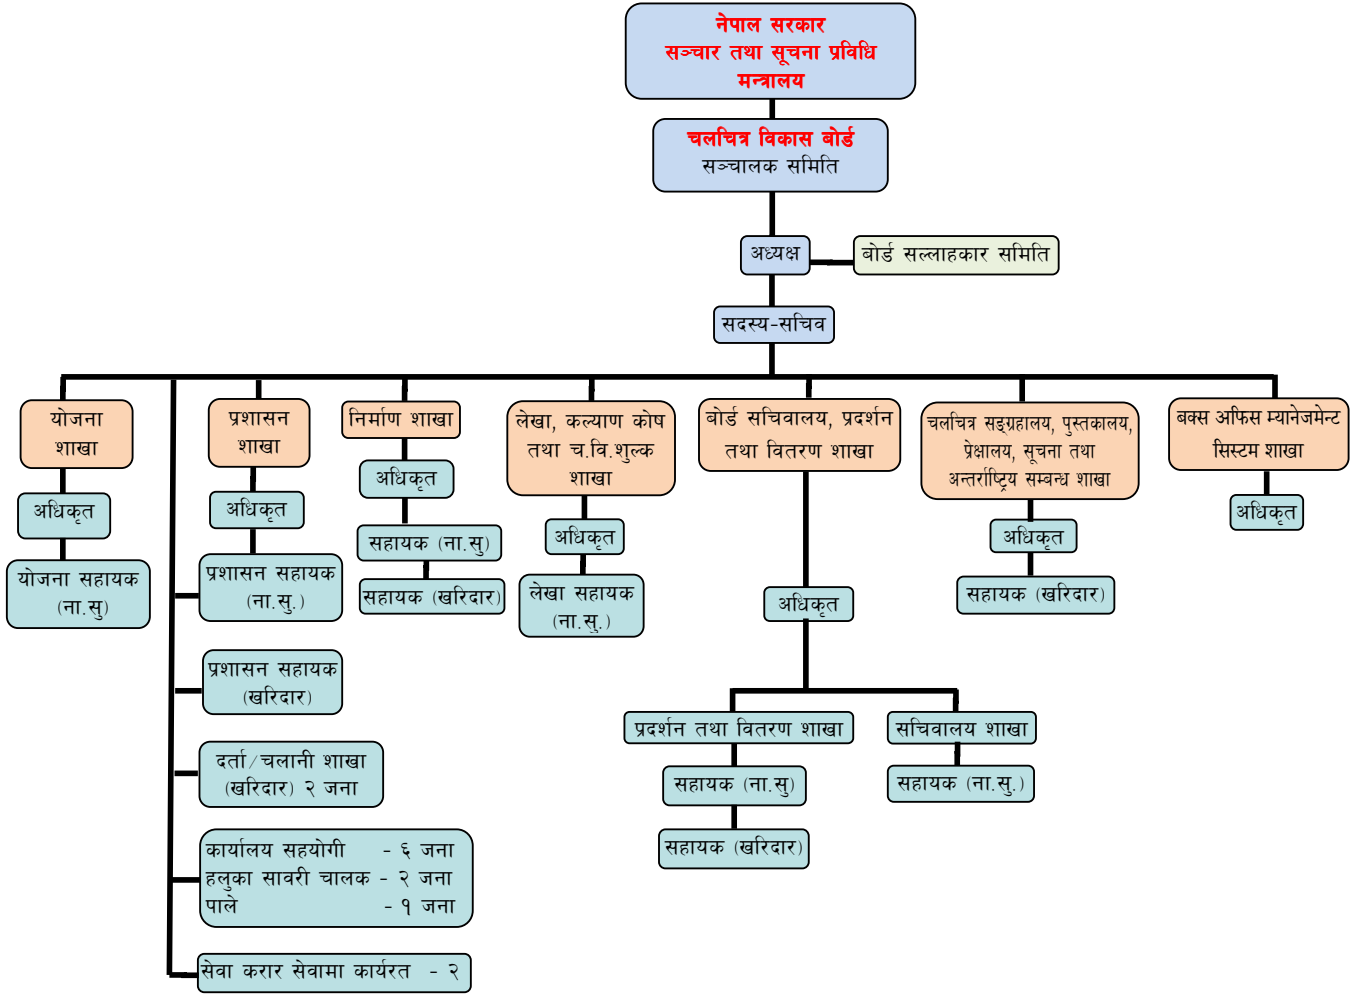 नेपाल सरकार
सञ्चार तथा सूचना प्रविधि
मन्त्रालय
चलचित्र विकास बोर्ड
सञ्चालक समिति
अध्यक्ष
बोर्ड सल्लाहकार समिति
सदस्य-सचिव
योजना
शाखा
अधिकृत
योजना सहायक
(ना.सु)
प्रशासन
शाखा
अधिकृत
प्रशासन सहायक
(ना.सु.)
प्रशासन सहायक
(खरिदार)
दर्ता/चलानी शाखा
(खरिदार) २ जना
कार्यालय सहयोगी - ६ जना
हलुका सावरी चालक - २ जना
पाले - १ जना
सेवा करार सेवामा कार्यरत - २
निर्माण शाखा
अधिकृत
सहायक (ना.सु)
सहायक (खरिदार)
लेखा, कल्याण कोष
तथा च.वि.शुल्क
शाखा
अधिकृत
लेखा सहायक
(ना.सु.)
बोर्ड सचिवालय, प्रदर्शन
तथा वितरण शाखा
अधिकृत
प्रदर्शन तथा वितरण शाखा
सहायक (ना.सु)
सहायक (खरिदार)
सचिवालय शाखा
सहायक (ना.सु.)
चलचित्र सङ्ग्रहालय, पुस्तकालय,
प्रेक्षालय, सूचना तथा
अन्तर्राष्ट्रिय सम्बन्ध शाखा
अधिकृत
सहायक (खरिदार)
बक्स अफिस म्यानेजमेन्ट
सिस्टम शाखा
अधिकृत